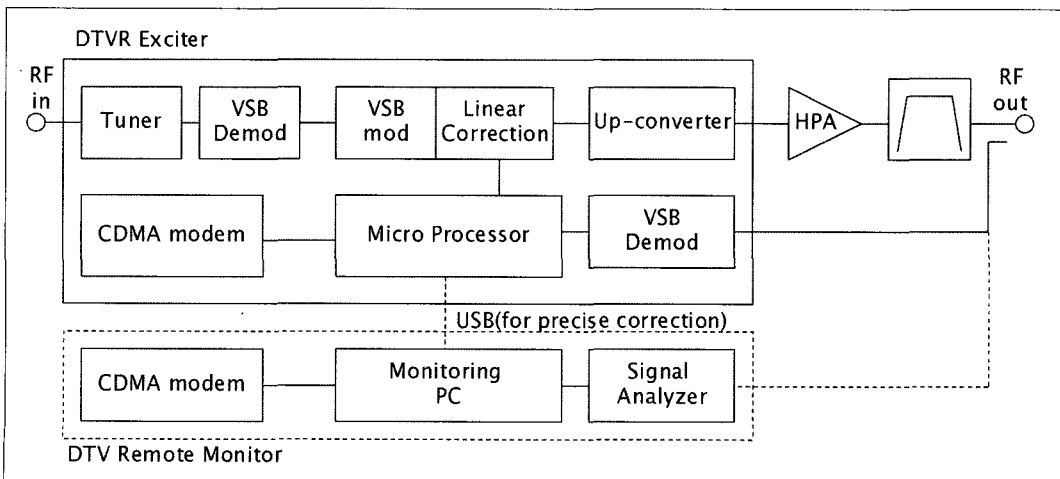 DTVR Exciter
RF
in
Tuner
VSB
Demod
VSB
mod
Linear
Correction
Up-converter
HPA
RF
out
CDMA modem
Micro Processor
VSB
Demod
USB(for precise correction)
CDMA modem
Monitoring
PC
Signal
Analyzer
DTV Remote Monitor